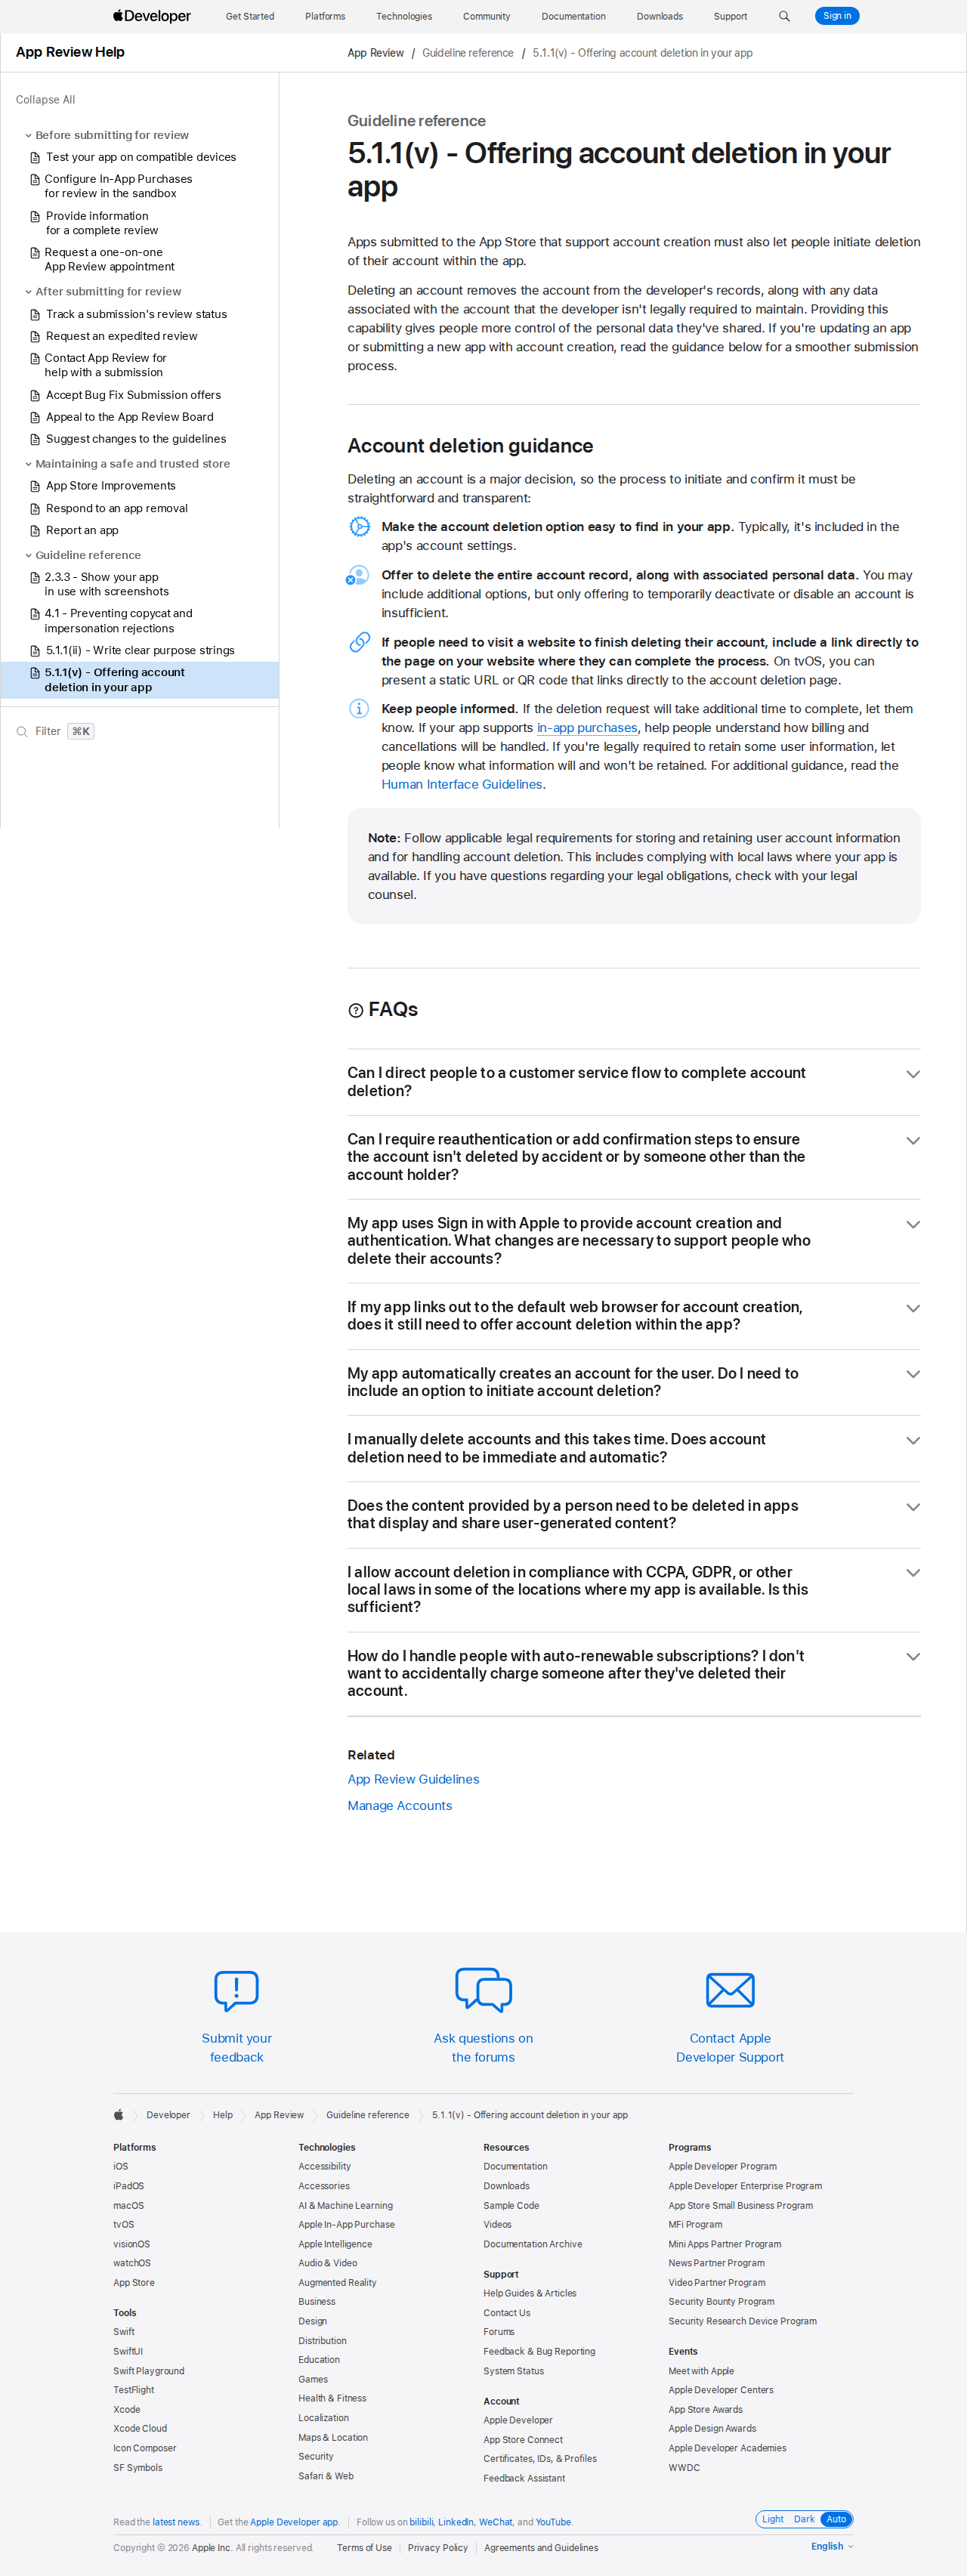 Developer
Get Started
Platforms
Technologies
Community
Documentation
Downloads
Support
Sign in
App Review Help
App Review / Guideline reference / 5.1.1(v) - Offering account deletion in your app
Collapse All
Before submitting for review
Test your app on compatible devices
Configure In-App Purchases
for review in the sandbox
Provide information
for a complete review
Request a one-on-one
App Review appointment
After submitting for review
Track a submission's review status
Request an expedited review
Contact App Review for
help with a submission
Accept Bug Fix Submission offers
Appeal to the App Review Board
Suggest changes to the guidelines
Maintaining a safe and trusted store
App Store Improvements
Respond to an app removal
Report an app
Guideline reference
2.3.3 - Show your app
in use with screenshots
4.1 - Preventing copycat and
impersonation rejections
5.1.1(ii) - Write clear purpose strings
5.1.1(v) - Offering account
deletion in your app
Filter ⌘K
Guideline reference
5.1.1(v) - Offering account deletion in your
app
Apps submitted to the App Store that support account creation must also let people initiate deletion
of their account within the app.
Deleting an account removes the account from the developer's records, along with any data
associated with the account that the developer isn't legally required to maintain. Providing this
capability gives people more control of the personal data they've shared. If you're updating an app
or submitting a new app with account creation, read the guidance below for a smoother submission
process.
Account deletion guidance
Deleting an account is a major decision, so the process to initiate and confirm it must be
straightforward and transparent:
Make the account deletion option easy to find in your app. Typically, it's included in the
app's account settings.
Offer to delete the entire account record, along with associated personal data. You may
include additional options, but only offering to temporarily deactivate or disable an account is
insufficient.
If people need to visit a website to finish deleting their account, include a link directly to
the page on your website where they can complete the process. On tvOS, you can
present a static URL or QR code that links directly to the account deletion page.
Keep people informed. If the deletion request will take additional time to complete, let them
know. If your app supports in-app purchases, help people understand how billing and
cancellations will be handled. If you're legally required to retain some user information, let
people know what information will and won't be retained. For additional guidance, read the
Human Interface Guidelines.
Note: Follow applicable legal requirements for storing and retaining user account information
and for handling account deletion. This includes complying with local laws where your app is
available. If you have questions regarding your legal obligations, check with your legal
counsel.
FAQs
Can I direct people to a customer service flow to complete account
deletion?
Can I require reauthentication or add confirmation steps to ensure
the account isn't deleted by accident or by someone other than the
account holder?
My app uses Sign in with Apple to provide account creation and
authentication. What changes are necessary to support people who
delete their accounts?
If my app links out to the default web browser for account creation,
does it still need to offer account deletion within the app?
My app automatically creates an account for the user. Do I need to
include an option to initiate account deletion?
I manually delete accounts and this takes time. Does account
deletion need to be immediate and automatic?
Does the content provided by a person need to be deleted in apps
that display and share user-generated content?
I allow account deletion in compliance with CCPA, GDPR, or other
local laws in some of the locations where my app is available. Is this
sufficient?
How do I handle people with auto-renewable subscriptions? I don't
want to accidentally charge someone after they've deleted their
account.
Related
App Review Guidelines
Manage Accounts
Submit your
feedback
Ask questions on
the forums
Contact Apple
Developer Support
Developer
Help
App Review
Guideline reference
5.1.1(v) - Offering account deletion in your app
Platforms
iOS
iPadOS
macOS
tvOS
visionOS
watchOS
App Store
Tools
Swift
SwiftUI
Swift Playground
TestFlight
Xcode
Xcode Cloud
Icon Composer
SF Symbols
Technologies
Accessibility
Accessories
AI & Machine Learning
Apple In-App Purchase
Apple Intelligence
Audio & Video
Augmented Reality
Business
Design
Distribution
Education
Games
Health & Fitness
Localization
Maps & Location
Security
Safari & Web
Resources
Documentation
Downloads
Sample Code
Videos
Documentation Archive
Support
Help Guides & Articles
Contact Us
Forums
Feedback & Bug Reporting
System Status
Account
Apple Developer
App Store Connect
Certificates, IDs, & Profiles
Feedback Assistant
Programs
Apple Developer Program
Apple Developer Enterprise Program
App Store Small Business Program
MFi Program
Mini Apps Partner Program
News Partner Program
Video Partner Program
Security Bounty Program
Security Research Device Program
Events
Meet with Apple
Apple Developer Centers
App Store Awards
Apple Design Awards
Apple Developer Academies
WWDC
Read the latest news.
Get the Apple Developer app.
Follow us on bilibili, LinkedIn, WeChat, and YouTube.
Light Dark Auto
Copyright © 2026 Apple Inc. All rights reserved.
Terms of Use
Privacy Policy
Agreements and Guidelines
English